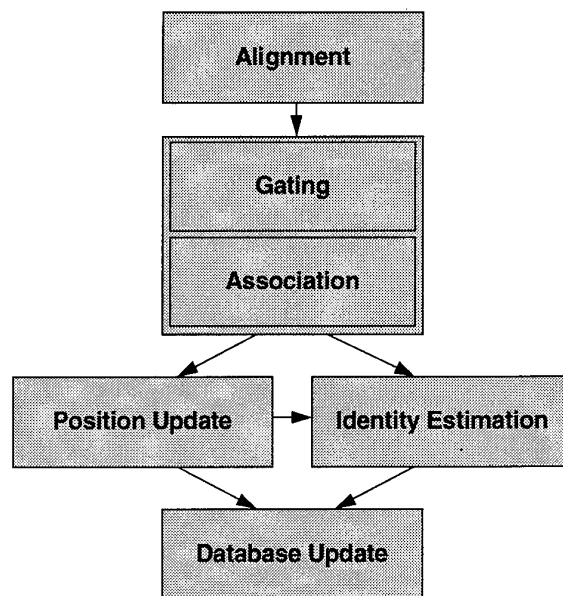 Alignment
Gating
Association
Position Update
Identity Estimation
Database Update